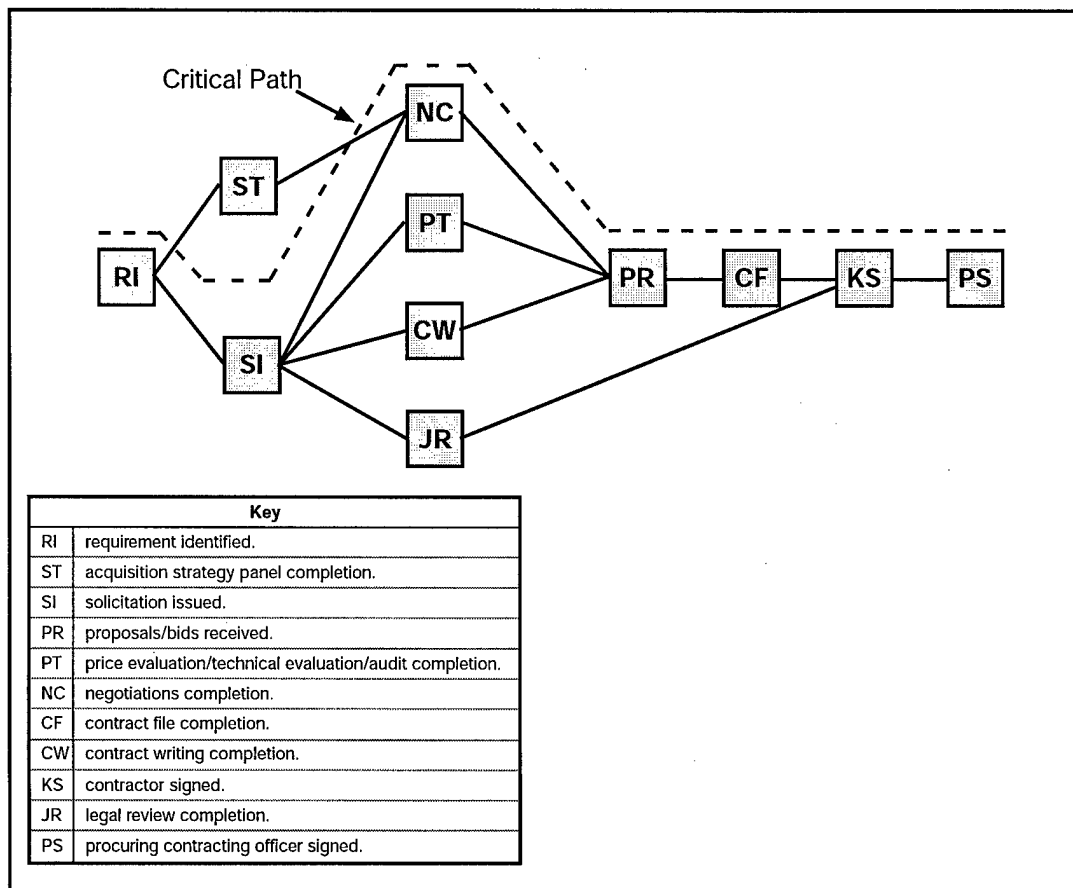 Critical Path
NC
ST
PT
RI
PR
CF
KS
PS
CW
SI
JR
Key
RI requirement identified.
ST acquisition strategy panel completion.
SI solicitation issued.
PR proposals/bids received.
PT price evaluation/technical evaluation/audit completion.
NC negotiations completion.
CF contract file completion.
CW contract writing completion.
KS contractor signed.
JR legal review completion.
PS procuring contracting officer signed.